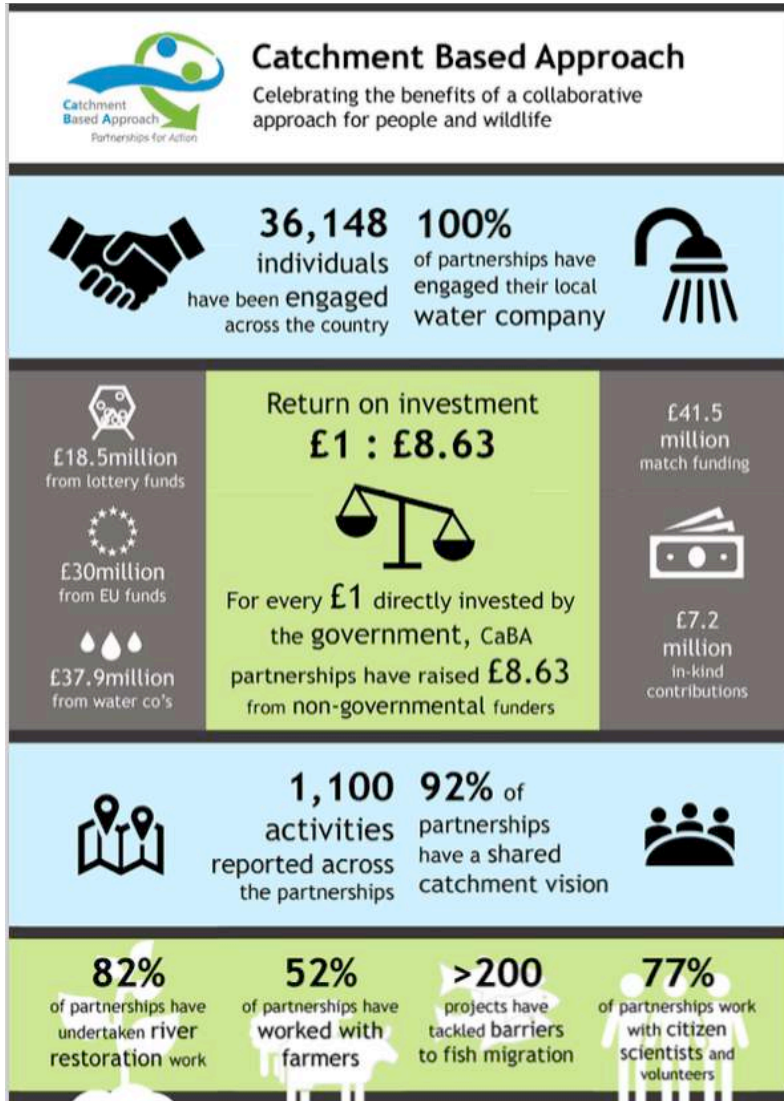 Catchment
Based Approach
Partnerships for Action
Catchment Based Approach
Celebrating the benefits of a collaborative
approach for people and wildlife
36,148
individuals
have been engaged
across the country
100%
of partnerships have
engaged their local
water company
£18.5million
from lottery funds
£30million
from EU funds
£37.9million
from water co's
Return on investment
£1 : £8.63
For every £1 directly invested by
the government, CaBA
partnerships have raised £8.63
from non-governmental funders
£41.5
million
match funding
£7.2
million
in-kind
contributions
1,100
activities
reported across
the partnerships
92% of
partnerships
have a shared
catchment vision
82%
of partnerships have
undertaken river
restoration work
52%
of partnerships have
worked with
farmers
>200
projects have
tackled barriers
to fish migration
77%
of partnerships work
with citizen
scientists and
volunteers